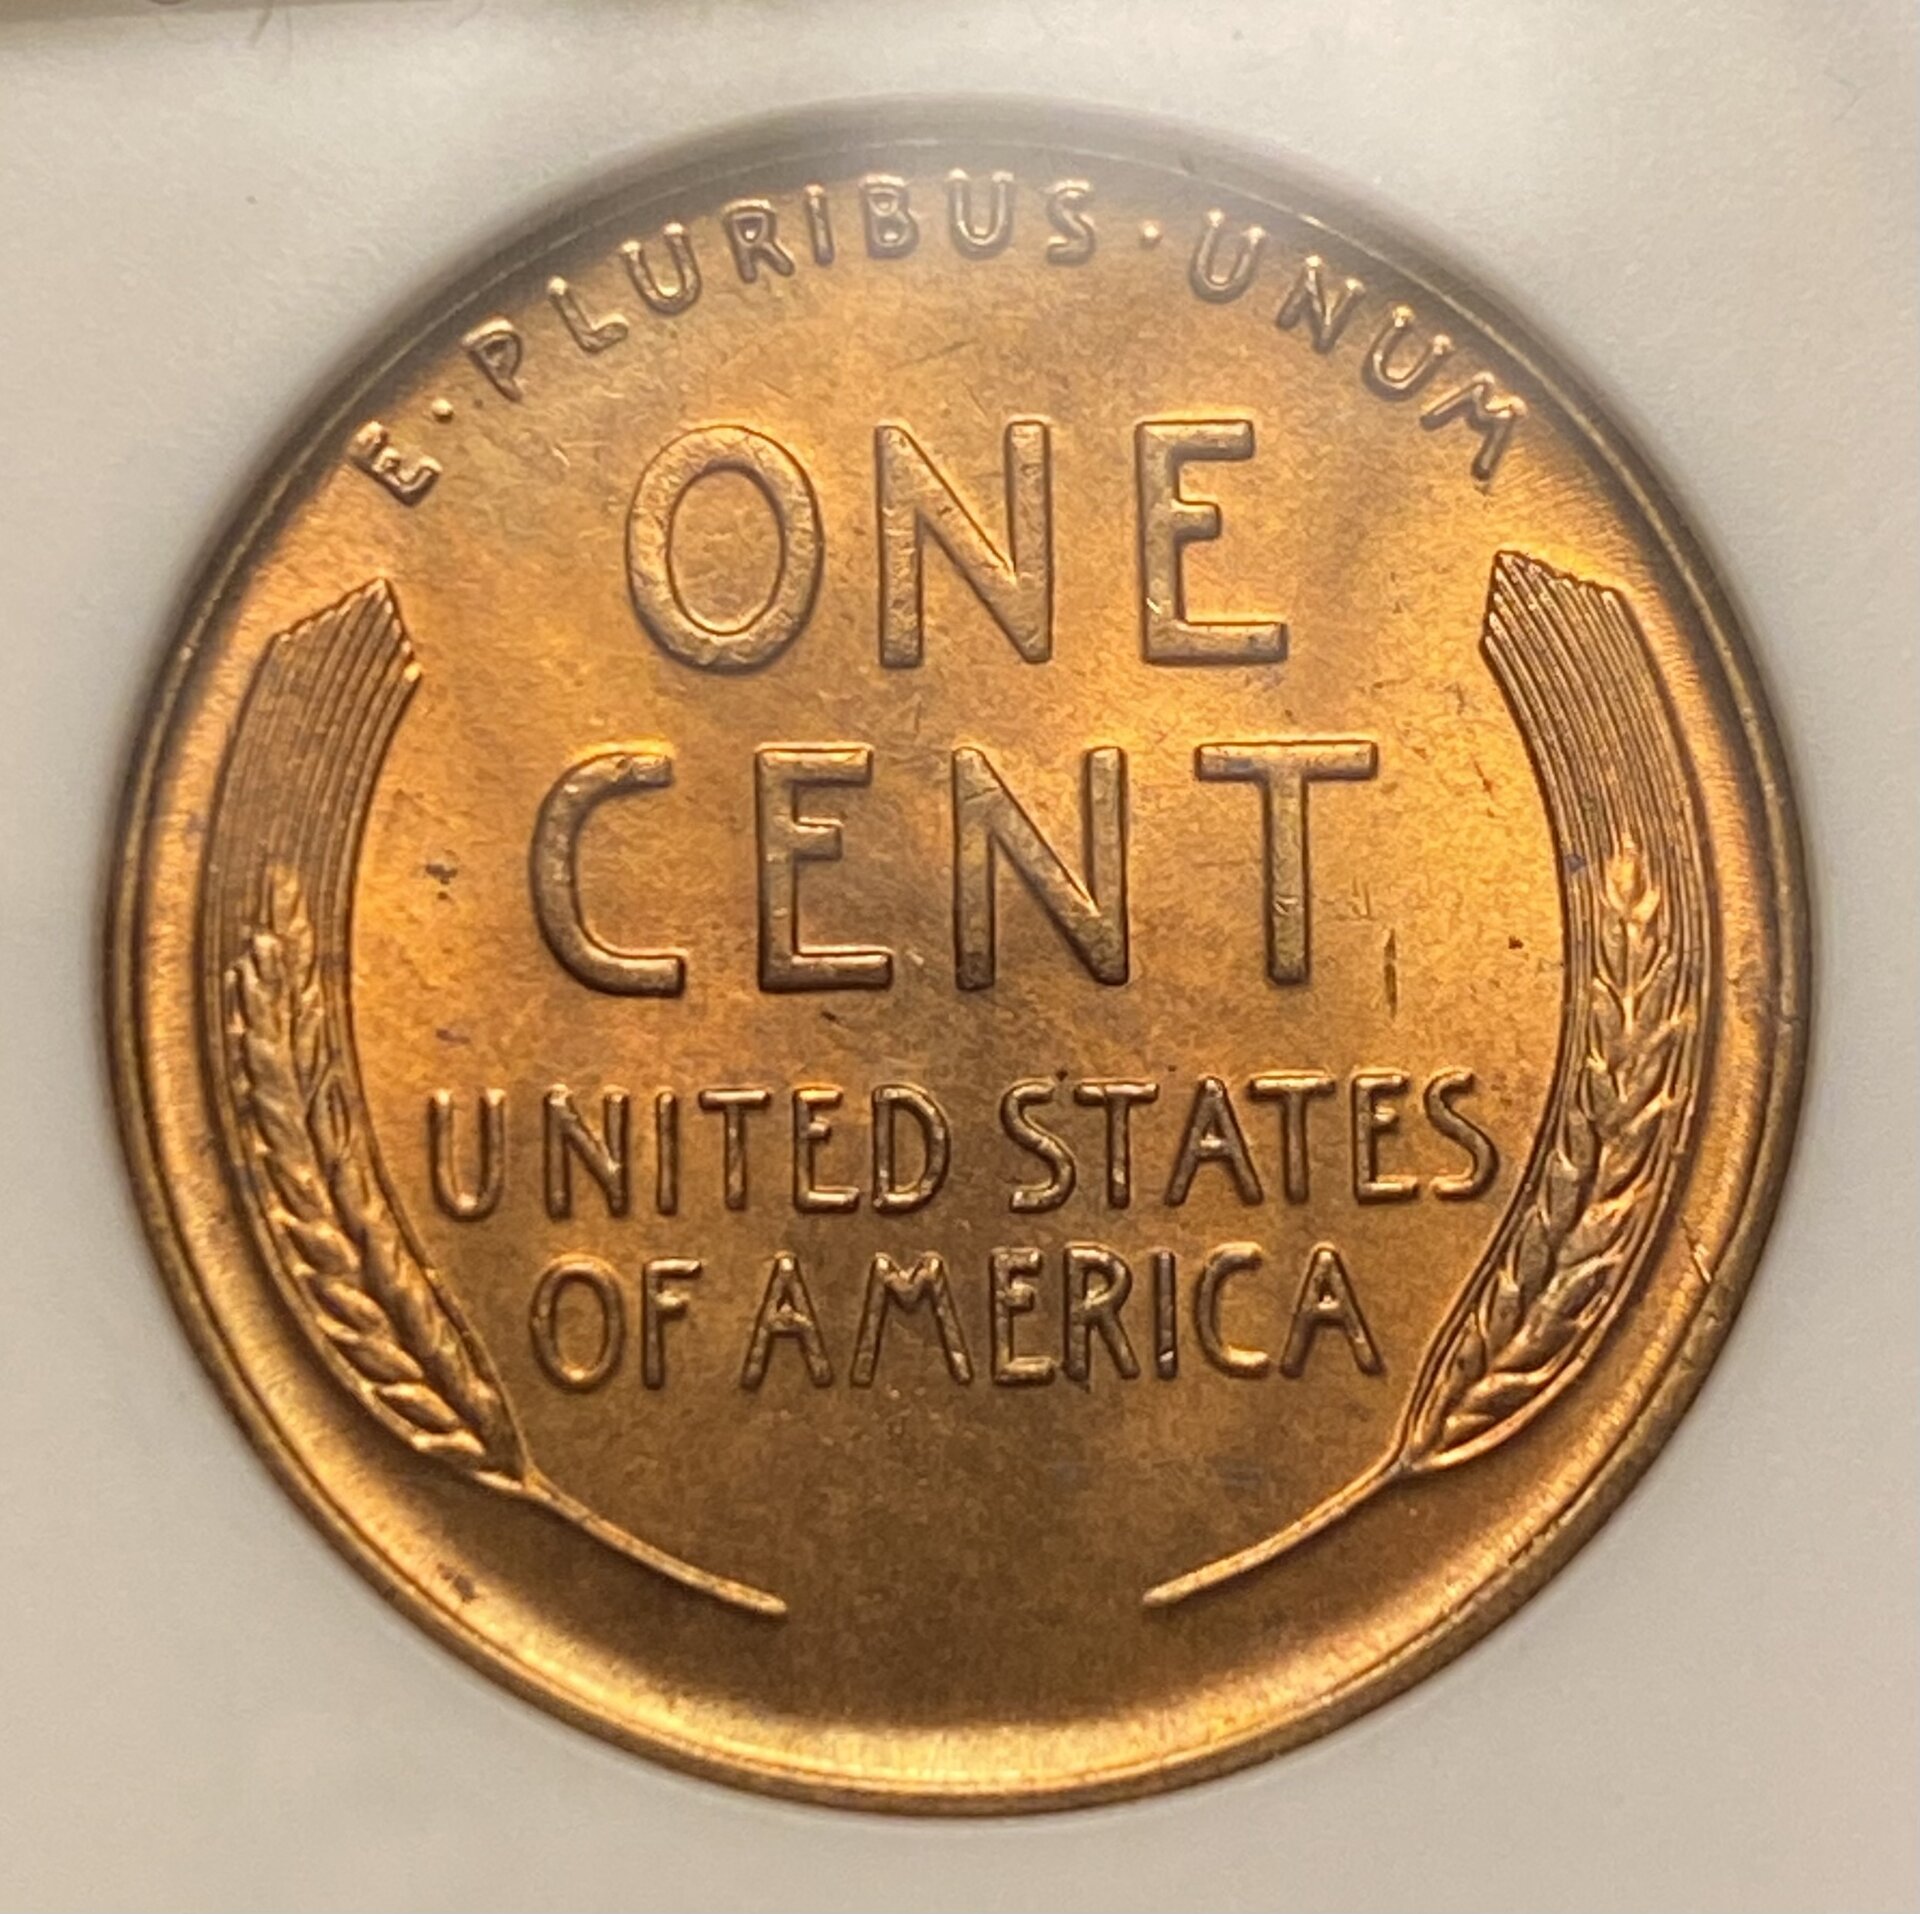 E · PLURIBUS · UNUM
ONE
CENT
UNITED STATES
OF AMERICA